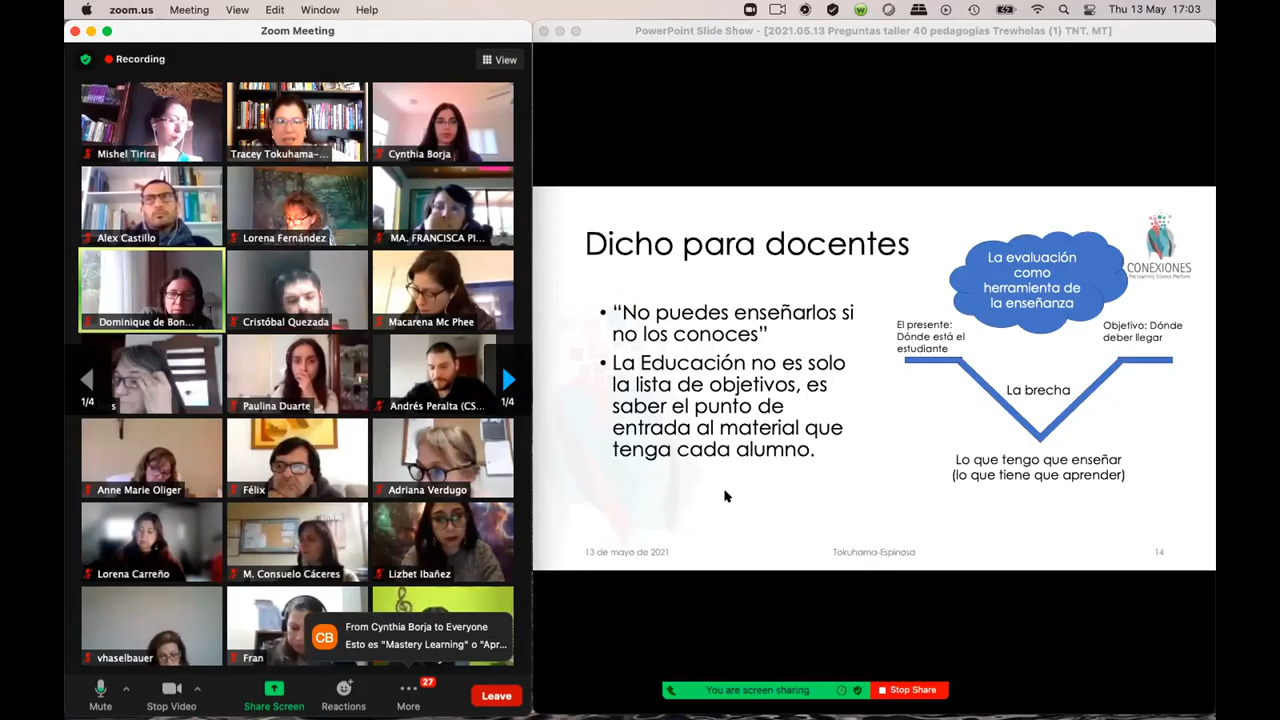 zoom.us Meeting View Edit Window Help
Thu 13 May 17:03
Zoom Meeting
Recording
View
Mishel Tirira
Tracey Tokuhama-...
Cynthia Borja
Alex Castillo
Lorena Fernández
MA. FRANCISCA PI...
Dominique de Bon...
Cristóbal Quezada
Macarena Mc Phee
1/4
s
Paulina Duarte
Andrés Peralta (CS...
1/4
Anne Marie Oliger
Félix
Adriana Verdugo
Lorena Carreño
M. Consuelo Cáceres
Lizbet Ibañez
vhaselbauer
Fran
CB
From Cynthia Borja to Everyone
Esto es "Mastery Learning" o "Apr...
Mute
Stop Video
Share Screen
Reactions
27
More
Leave
PowerPoint Slide Show - [2021.05.13 Preguntas taller 40 pedagogías Trewhelas (1) TNT. MT]
Dicho para docentes
• “No puedes enseñarlos si
no los conoces”
• La Educación no es solo
la lista de objetivos, es
saber el punto de
entrada al material que
tenga cada alumno.
La evaluación
como
herramienta de
la enseñanza
CONEXIONES
The Learning Science Platform
El presente:
Dónde está el
estudiante
Objetivo: Dónde
deber llegar
La brecha
Lo que tengo que enseñar
(lo que tiene que aprender)
13 de mayo de 2021
Tokuhama-Espinosa
14
You are screen sharing
Stop Share